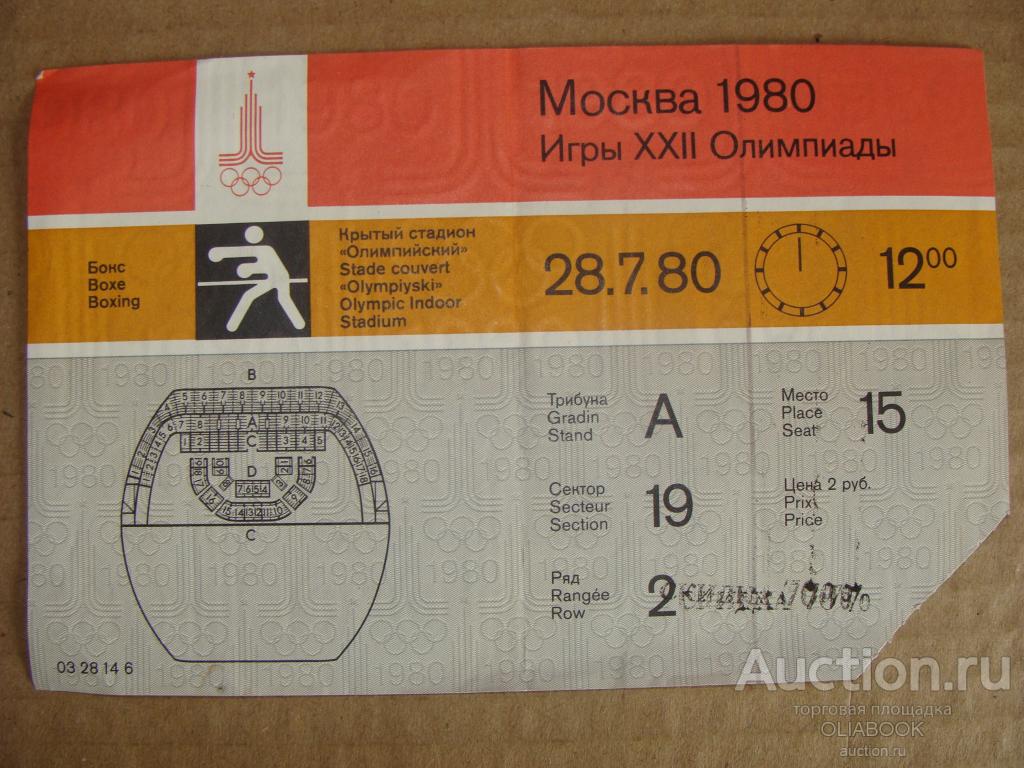 Москва 1980
Игры XXII Олимпиады
Бокс
Boxe
Boxing
Крытый стадион
«Олимпийский»
Stade couvert
«Olympiyski»
Olympic Indoor
Stadium
28.7.80
12⁰⁰
B
A
C
D
C
Трибуна
Gradin
Stand
A
Место
Place
Seat
15
Сектор
Secteur
Section
19
Цена 2 руб.
Prix
Price
Ряд
Rangée
Row
2
03 28 14 6
Auction.ru
торговая площадка
OLIABOOK
auction.ru